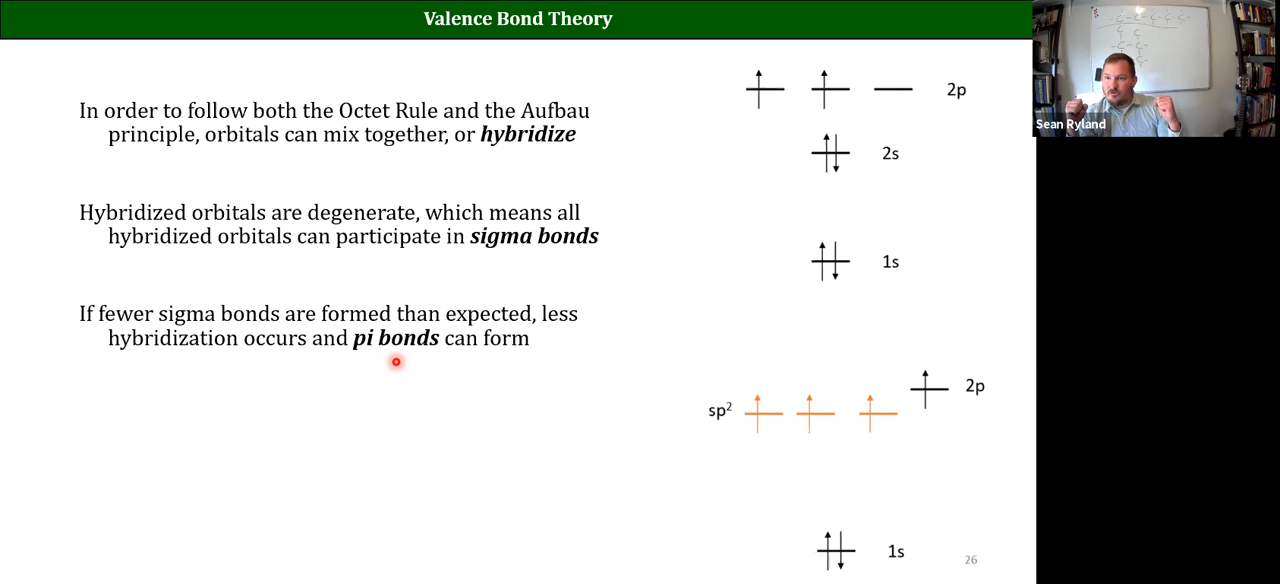 Valence Bond Theory
In order to follow both the Octet Rule and the Aufbau
principle, orbitals can mix together, or hybridize
Hybridized orbitals are degenerate, which means all
hybridized orbitals can participate in sigma bonds
If fewer sigma bonds are formed than expected, less
hybridization occurs and pi bonds can form
2p
2s
1s
sp²
2p
1s
26
Sean Ryland